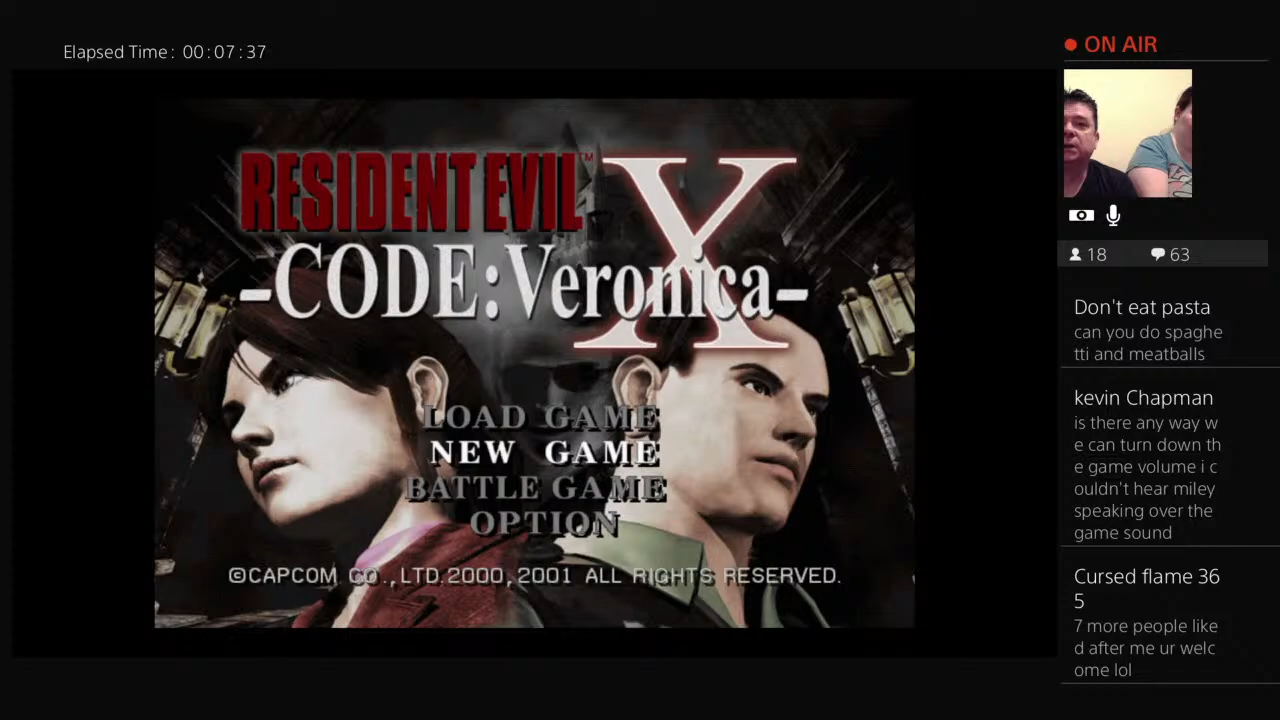 Elapsed Time: 00:07:37
ON AIR
RESIDENT EVIL™ X
-CODE:Veronica-
LOAD GAME
NEW GAME
BATTLE GAME
OPTION
©CAPCOM CO.,LTD.2000,2001 ALL RIGHTS RESERVED.
18 63
Don't eat pasta
can you do spaghe
tti and meatballs
kevin Chapman
is there any way w
e can turn down th
e game volume i c
ouldn't hear miley
speaking over the
game sound
Cursed flame 36
5
7 more people like
d after me ur welc
ome lol